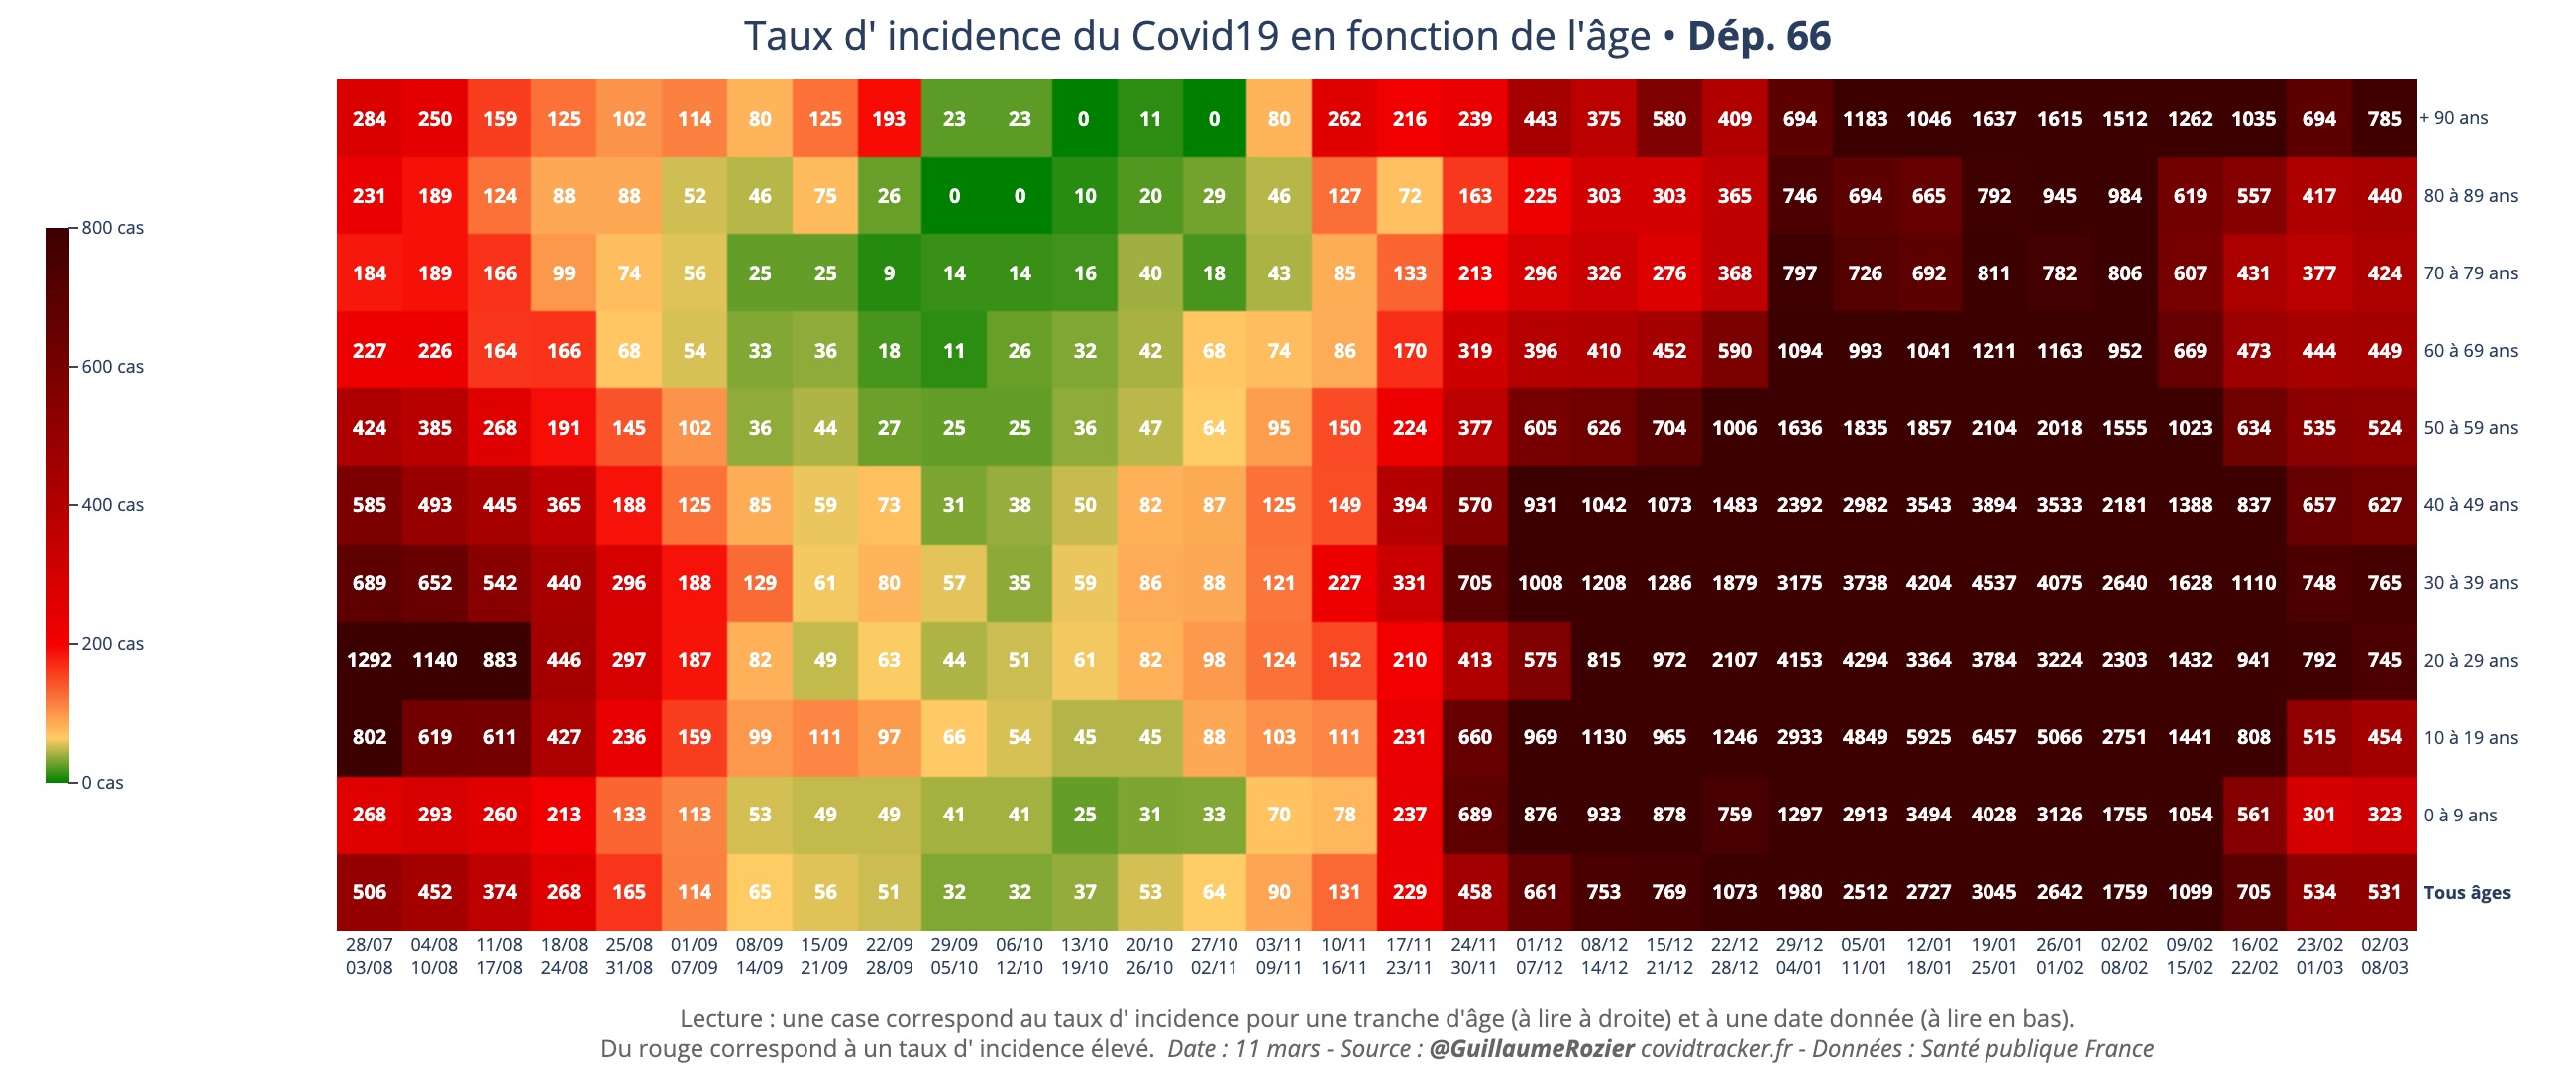 Taux d' incidence du Covid19 en fonction de l'âge • Dép. 66
800 cas
600 cas
400 cas
200 cas
0 cas
284 250 159 125 102 114 80 125 193 23 23 0 11 0 80 262 216 239 443 375 580 409 694 1183 1046 1637 1615 1512 1262 1035 694 785 + 90 ans
231 189 124 88 88 52 46 75 26 0 0 10 20 29 46 127 72 163 225 303 303 365 746 694 665 792 945 984 619 557 417 440 80 à 89 ans
184 189 166 99 74 56 25 25 9 14 14 16 40 18 43 85 133 213 296 326 276 368 797 726 692 811 782 806 607 431 377 424 70 à 79 ans
227 226 164 166 68 54 33 36 18 11 26 32 42 68 74 86 170 319 396 410 452 590 1094 993 1041 1211 1163 952 669 473 444 449 60 à 69 ans
424 385 268 191 145 102 36 44 27 25 25 36 47 64 95 150 224 377 605 626 704 1006 1636 1835 1857 2104 2018 1555 1023 634 535 524 50 à 59 ans
585 493 445 365 188 125 85 59 73 31 38 50 82 87 125 149 394 570 931 1042 1073 1483 2392 2982 3543 3894 3533 2181 1388 837 657 627 40 à 49 ans
689 652 542 440 296 188 129 61 80 57 35 59 86 88 121 227 331 705 1008 1208 1286 1879 3175 3738 4204 4537 4075 2640 1628 1110 748 765 30 à 39 ans
1292 1140 883 446 297 187 82 49 63 44 51 61 82 98 124 152 210 413 575 815 972 2107 4153 4294 3364 3784 3224 2303 1432 941 792 745 20 à 29 ans
802 619 611 427 236 159 99 111 97 66 54 45 45 88 103 111 231 660 969 1130 965 1246 2933 4849 5925 6457 5066 2751 1441 808 515 454 10 à 19 ans
268 293 260 213 133 113 53 49 49 41 41 25 31 33 70 78 237 689 876 933 878 759 1297 2913 3494 4028 3126 1755 1054 561 301 323 0 à 9 ans
506 452 374 268 165 114 65 56 51 32 32 37 53 64 90 131 229 458 661 753 769 1073 1980 2512 2727 3045 2642 1759 1099 705 534 531 Tous âges
28/07 04/08 11/08 18/08 25/08 01/09 08/09 15/09 22/09 29/09 06/10 13/10 20/10 27/10 03/11 10/11 17/11 24/11 01/12 08/12 15/12 22/12 29/12 05/01 12/01 19/01 26/01 02/02 09/02 16/02 23/02 02/03
03/08 10/08 17/08 24/08 31/08 07/09 14/09 21/09 28/09 05/10 12/10 19/10 26/10 02/11 09/11 16/11 23/11 30/11 07/12 14/12 21/12 28/12 04/01 11/01 18/01 25/01 01/02 08/02 15/02 22/02 01/03 08/03
Lecture : une case correspond au taux d' incidence pour une tranche d'âge (à lire à droite) et à une date donnée (à lire en bas).
Du rouge correspond à un taux d' incidence élevé. Date : 11 mars - Source : @GuillaumeRozier covidtracker.fr - Données : Santé publique France